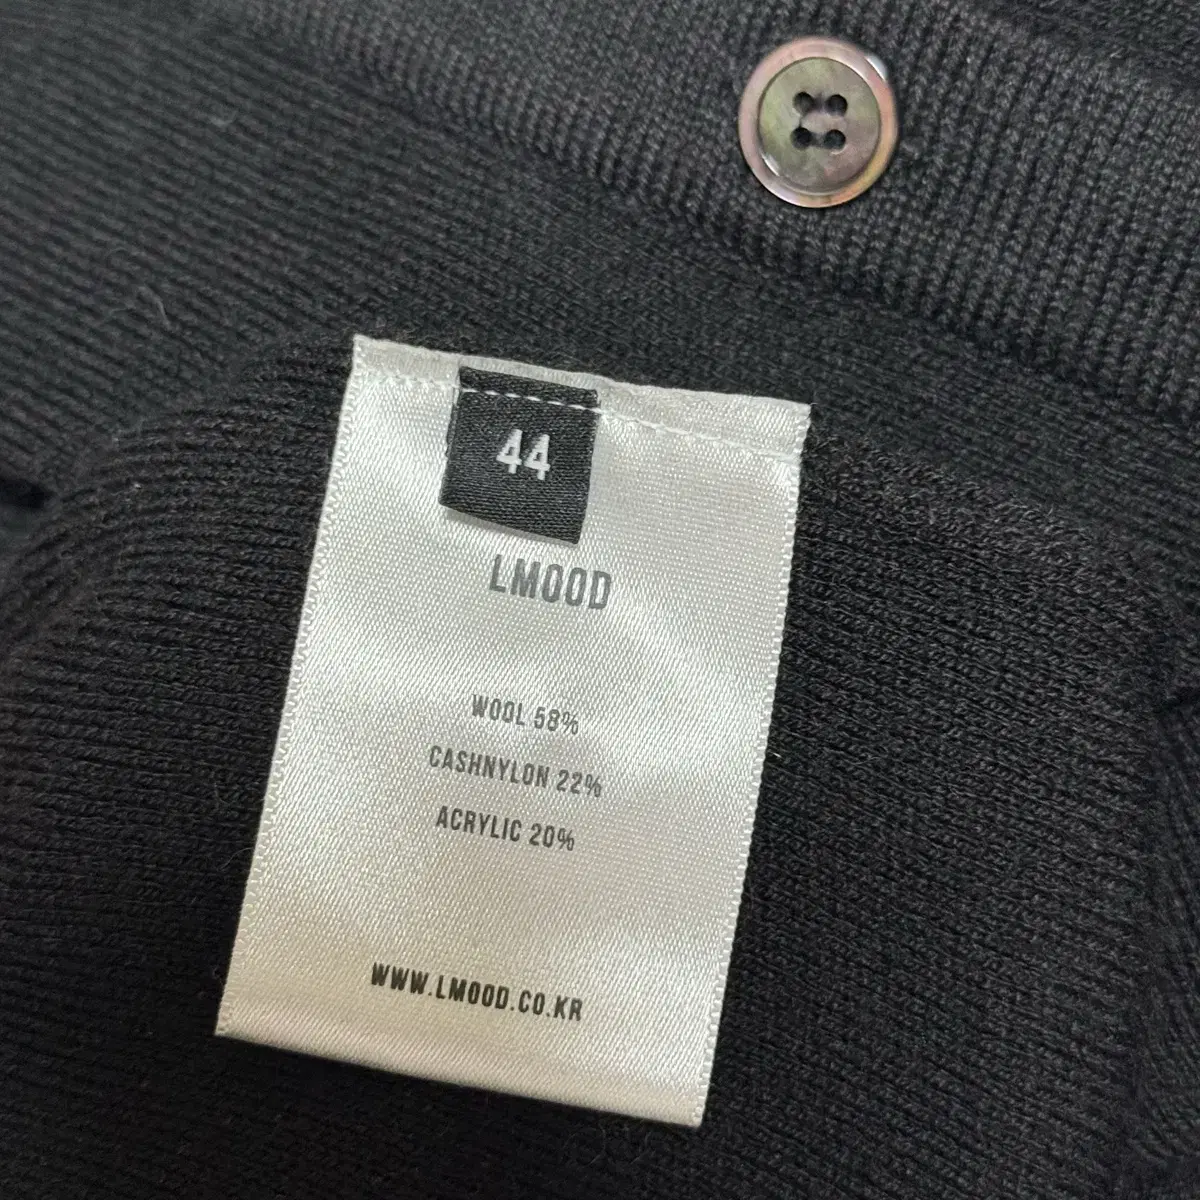 44
LMOOD
WOOL 58%
CASHNYLON 22%
ACRYLIC 20%
WWW.LMOOD.CO.KR